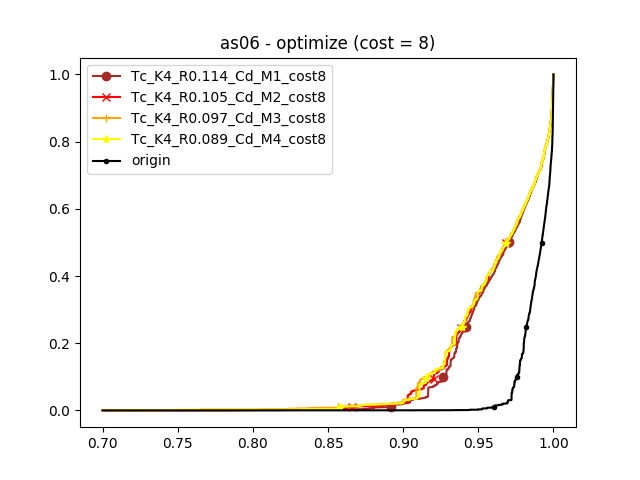 as06 - optimize (cost = 8)
Tc_K4_R0.114_Cd_M1_cost8
Tc_K4_R0.105_Cd_M2_cost8
Tc_K4_R0.097_Cd_M3_cost8
Tc_K4_R0.089_Cd_M4_cost8
origin
1.0
0.8
0.6
0.4
0.2
0.0
0.70 0.75 0.80 0.85 0.90 0.95 1.00